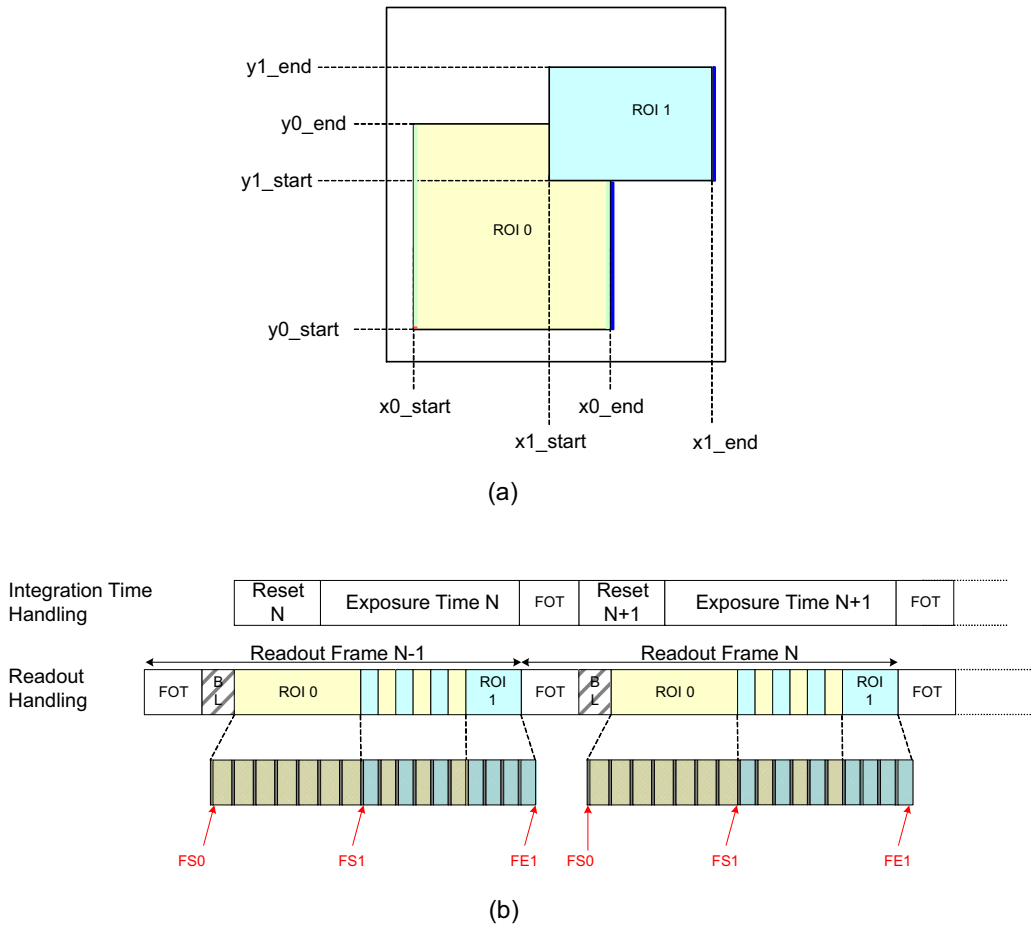 y1_end
ROI 1
y0_end
y1_start
ROI 0
y0_start
x0_start
x0_end
x1_start
x1_end
(a)
Integration Time
Handling
Reset
N
Exposure Time N
FOT
Reset
N+1
Exposure Time N+1
FOT
Readout Frame N-1
Readout Frame N
Readout
Handling
FOT
B
L
ROI 0
ROI
1
FOT
B
L
ROI 0
ROI
1
FOT
FS0
FS1
FE1
FS0
FS1
FE1
(b)